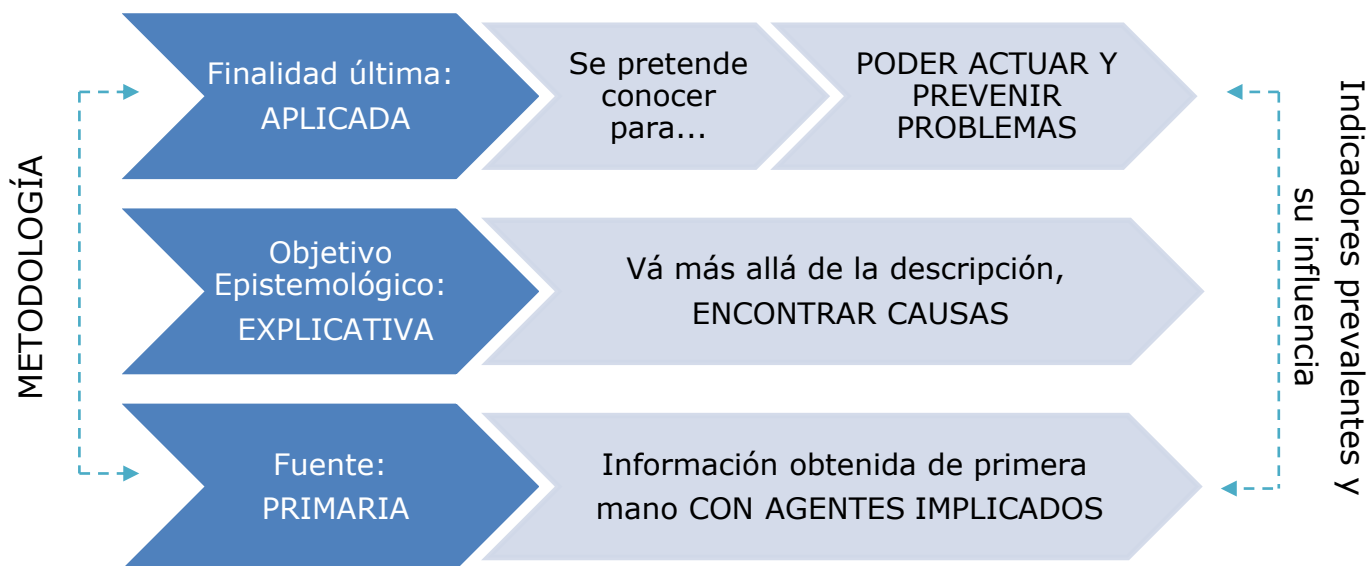 METODOLOGÍA
Finalidad última:
APLICADA
Se pretende
conocer
para...
PODER ACTUAR Y
PREVENIR
PROBLEMAS
Objetivo
Epistemológico:
EXPLICATIVA
Vá más allá de la descripción,
ENCONTRAR CAUSAS
Fuente:
PRIMARIA
Información obtenida de primera
mano CON AGENTES IMPLICADOS
Indicadores prevalentes y
su influencia